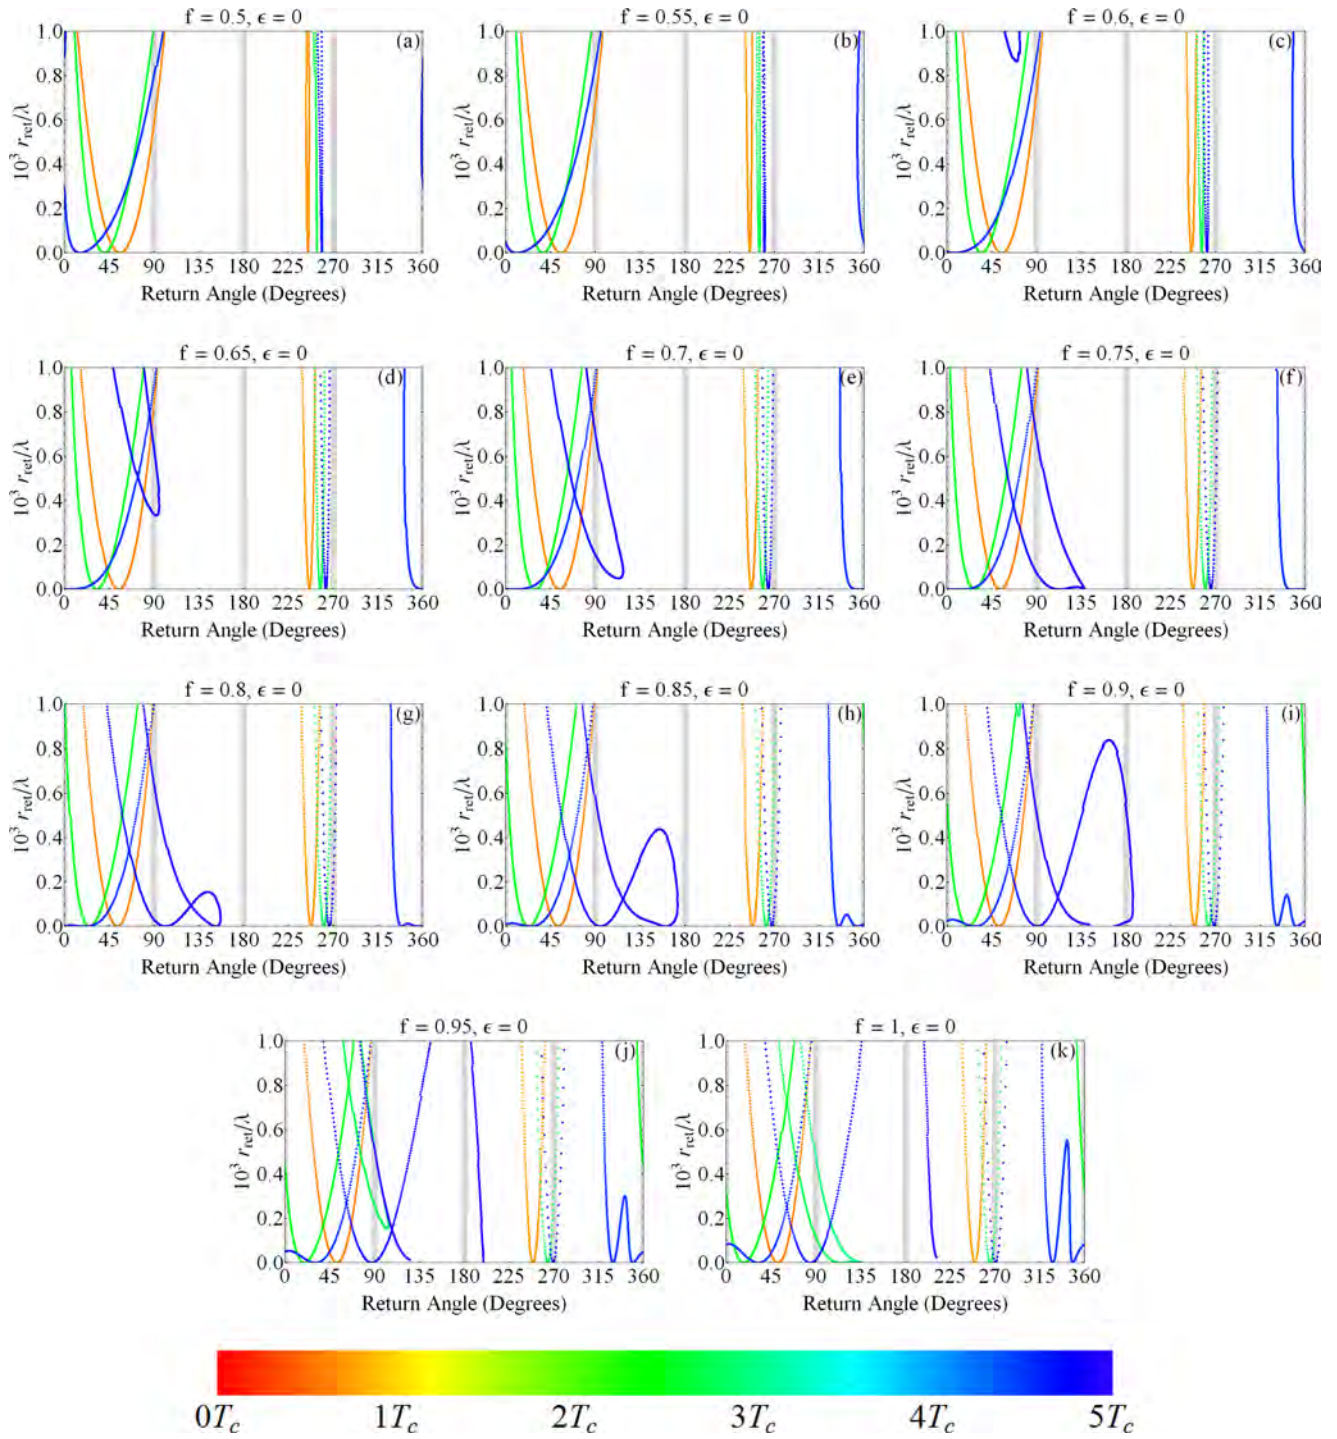 f = 0.5, ϵ = 0 f = 0.55, ϵ = 0 f = 0.6, ϵ = 0
(a) (b) (c)
10³ r_ret/λ 10³ r_ret/λ 10³ r_ret/λ
1.0 1.0 1.0
0.8 0.8 0.8
0.6 0.6 0.6
0.4 0.4 0.4
0.2 0.2 0.2
0.0 0.0 0.0
0 45 90 135 180 225 270 315 360 0 45 90 135 180 225 270 315 360 0 45 90 135 180 225 270 315 360
Return Angle (Degrees) Return Angle (Degrees) Return Angle (Degrees)
f = 0.65, ϵ = 0 f = 0.7, ϵ = 0 f = 0.75, ϵ = 0
(d) (e) (f)
10³ r_ret/λ 10³ r_ret/λ 10³ r_ret/λ
1.0 1.0 1.0
0.8 0.8 0.8
0.6 0.6 0.6
0.4 0.4 0.4
0.2 0.2 0.2
0.0 0.0 0.0
0 45 90 135 180 225 270 315 360 0 45 90 135 180 225 270 315 360 0 45 90 135 180 225 270 315 360
Return Angle (Degrees) Return Angle (Degrees) Return Angle (Degrees)
f = 0.8, ϵ = 0 f = 0.85, ϵ = 0 f = 0.9, ϵ = 0
(g) (h) (i)
10³ r_ret/λ 10³ r_ret/λ 10³ r_ret/λ
1.0 1.0 1.0
0.8 0.8 0.8
0.6 0.6 0.6
0.4 0.4 0.4
0.2 0.2 0.2
0.0 0.0 0.0
0 45 90 135 180 225 270 315 360 0 45 90 135 180 225 270 315 360 0 45 90 135 180 225 270 315 360
Return Angle (Degrees) Return Angle (Degrees) Return Angle (Degrees)
f = 0.95, ϵ = 0 f = 1, ϵ = 0
(j) (k)
10³ r_ret/λ 10³ r_ret/λ
1.0 1.0
0.8 0.8
0.6 0.6
0.4 0.4
0.2 0.2
0.0 0.0
0 45 90 135 180 225 270 315 360 0 45 90 135 180 225 270 315 360
Return Angle (Degrees) Return Angle (Degrees)
0T_c 1T_c 2T_c 3T_c 4T_c 5T_c